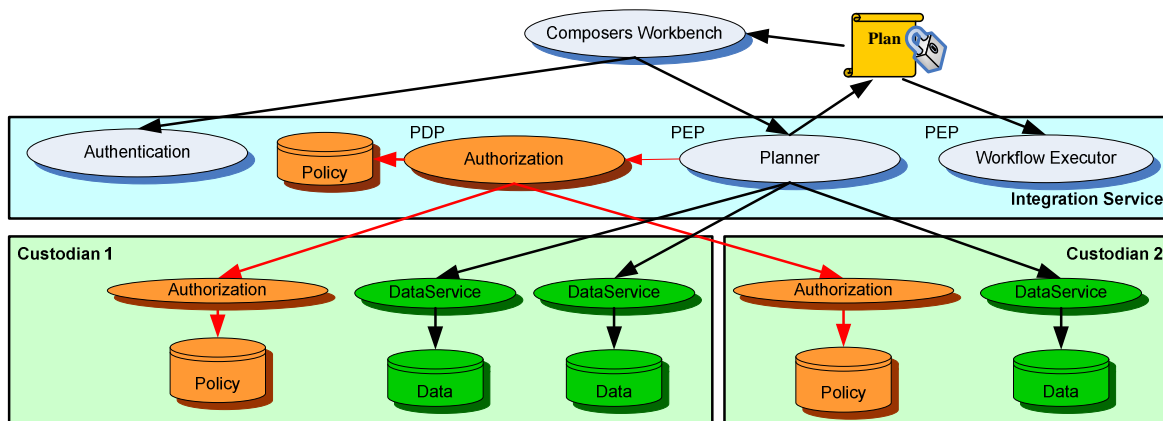 Composers Workbench
Plan
PDP
PEP
PEP
Authentication
Policy
Authorization
Planner
Workflow Executor
Integration Service
Custodian 1
Custodian 2
Authorization
DataService
DataService
Authorization
DataService
Policy
Data
Data
Policy
Data